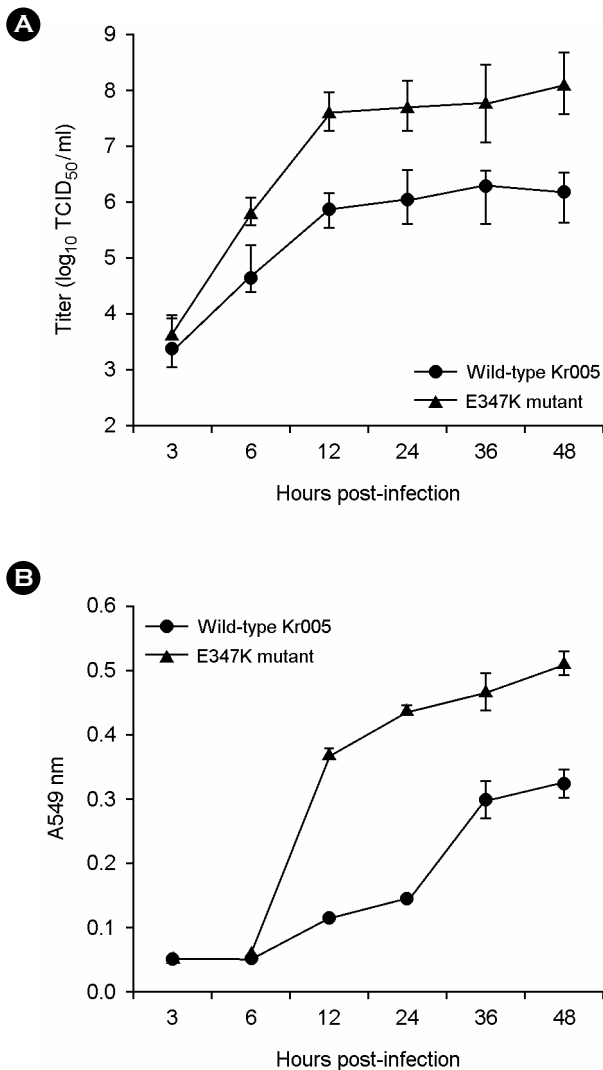 A
9
8
7
6
5
4
3
2
Titer (log10 TCID50/ml)
Wild-type Kr005
E347K mutant
3 6 12 24 36 48
Hours post-infection
B
0.6
0.5
0.4
0.3
0.2
0.1
0.0
A549 nm
Wild-type Kr005
E347K mutant
3 6 12 24 36 48
Hours post-infection